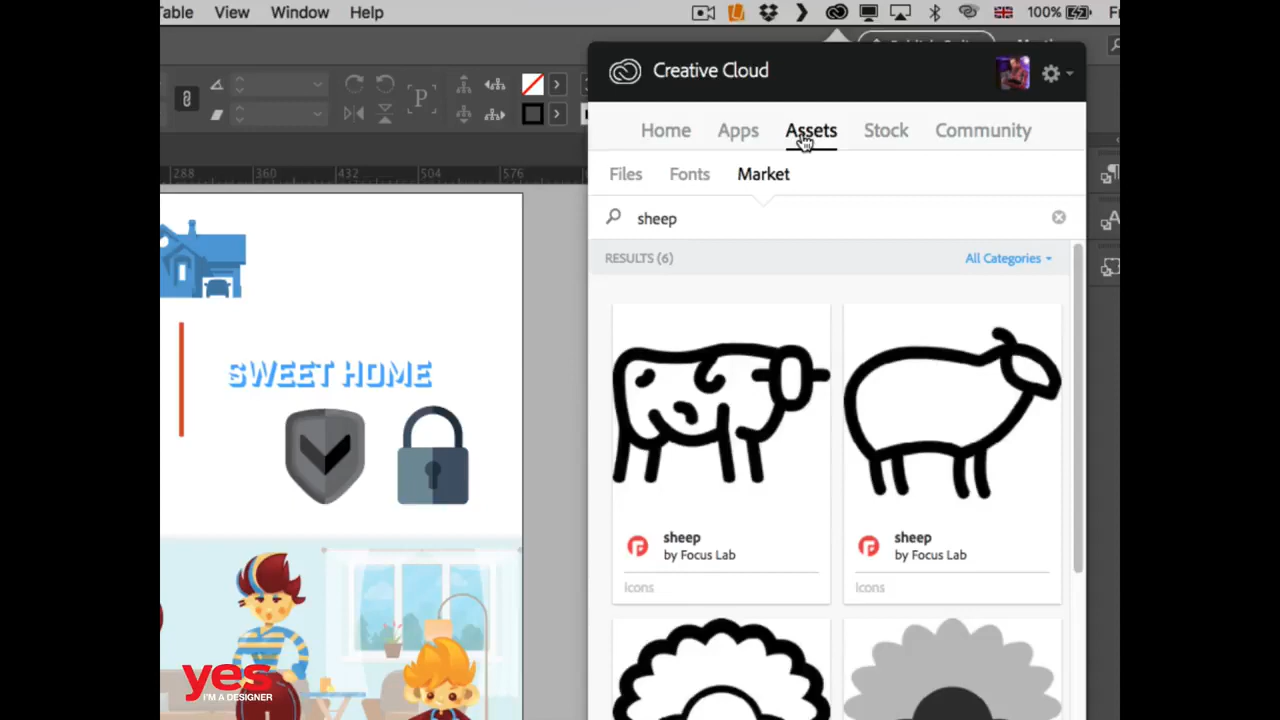 Table View Window Help 100%
Creative Cloud
Home Apps Assets Stock Community
Files Fonts Market
sheep
RESULTS (6) All Categories
288 360 432 504 576
P
SWEET HOME
sheep
by Focus Lab
Icons
sheep
by Focus Lab
Icons
yes
I'M A DESIGNER